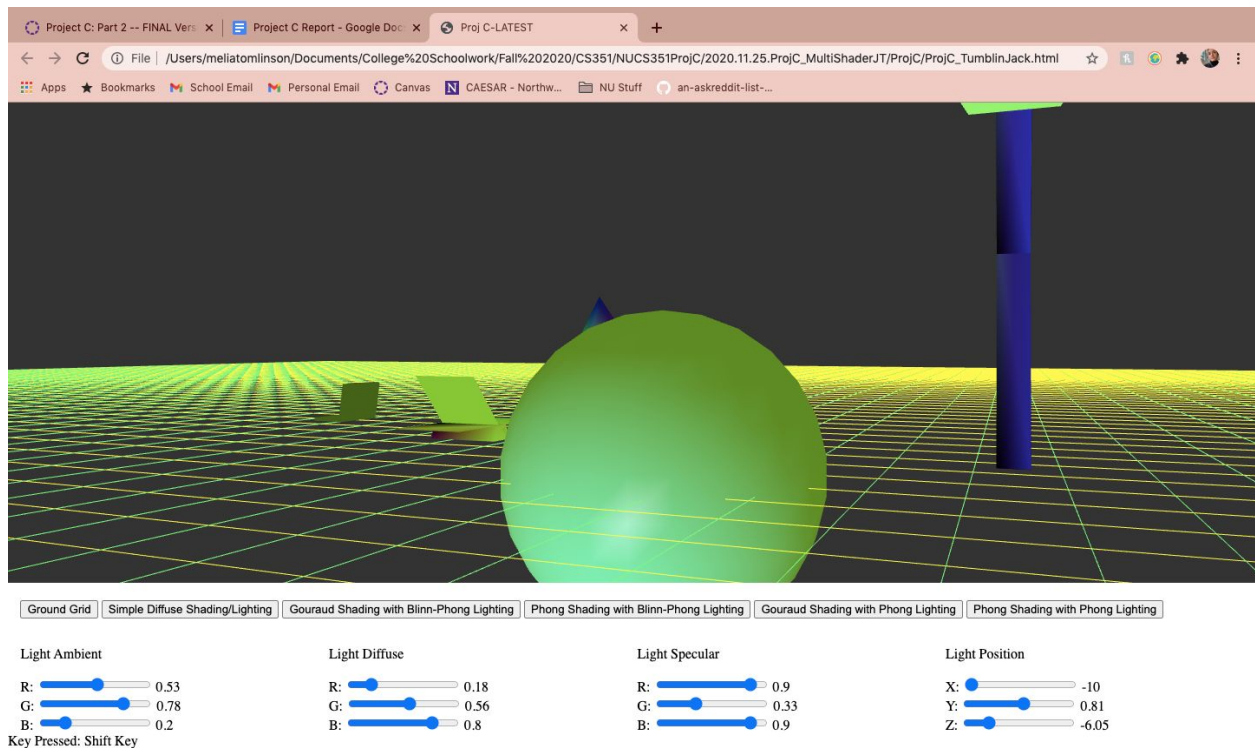 Project C: Part 2 -- FINAL Vers
Project C Report - Google Doc
Proj C-LATEST
File /Users/meliatomlinson/Documents/College%20Schoolwork/Fall%202020/CS351/NUCS351ProjC/2020.11.25.ProjC_MultiShaderJT/ProjC/ProjC_TumblinJack.html
Apps Bookmarks School Email Personal Email Canvas N CAESAR - Northw... NU Stuff an-askreddit-list-...
Ground Grid Simple Diffuse Shading/Lighting Gouraud Shading with Blinn-Phong Lighting Phong Shading with Blinn-Phong Lighting Gouraud Shading with Phong Lighting Phong Shading with Phong Lighting
Light Ambient Light Diffuse Light Specular Light Position
R: 0.53 R: 0.18 R: 0.9 X: -10
G: 0.78 G: 0.56 G: 0.33 Y: 0.81
B: 0.2 B: 0.8 B: 0.9 Z: -6.05
Key Pressed: Shift Key